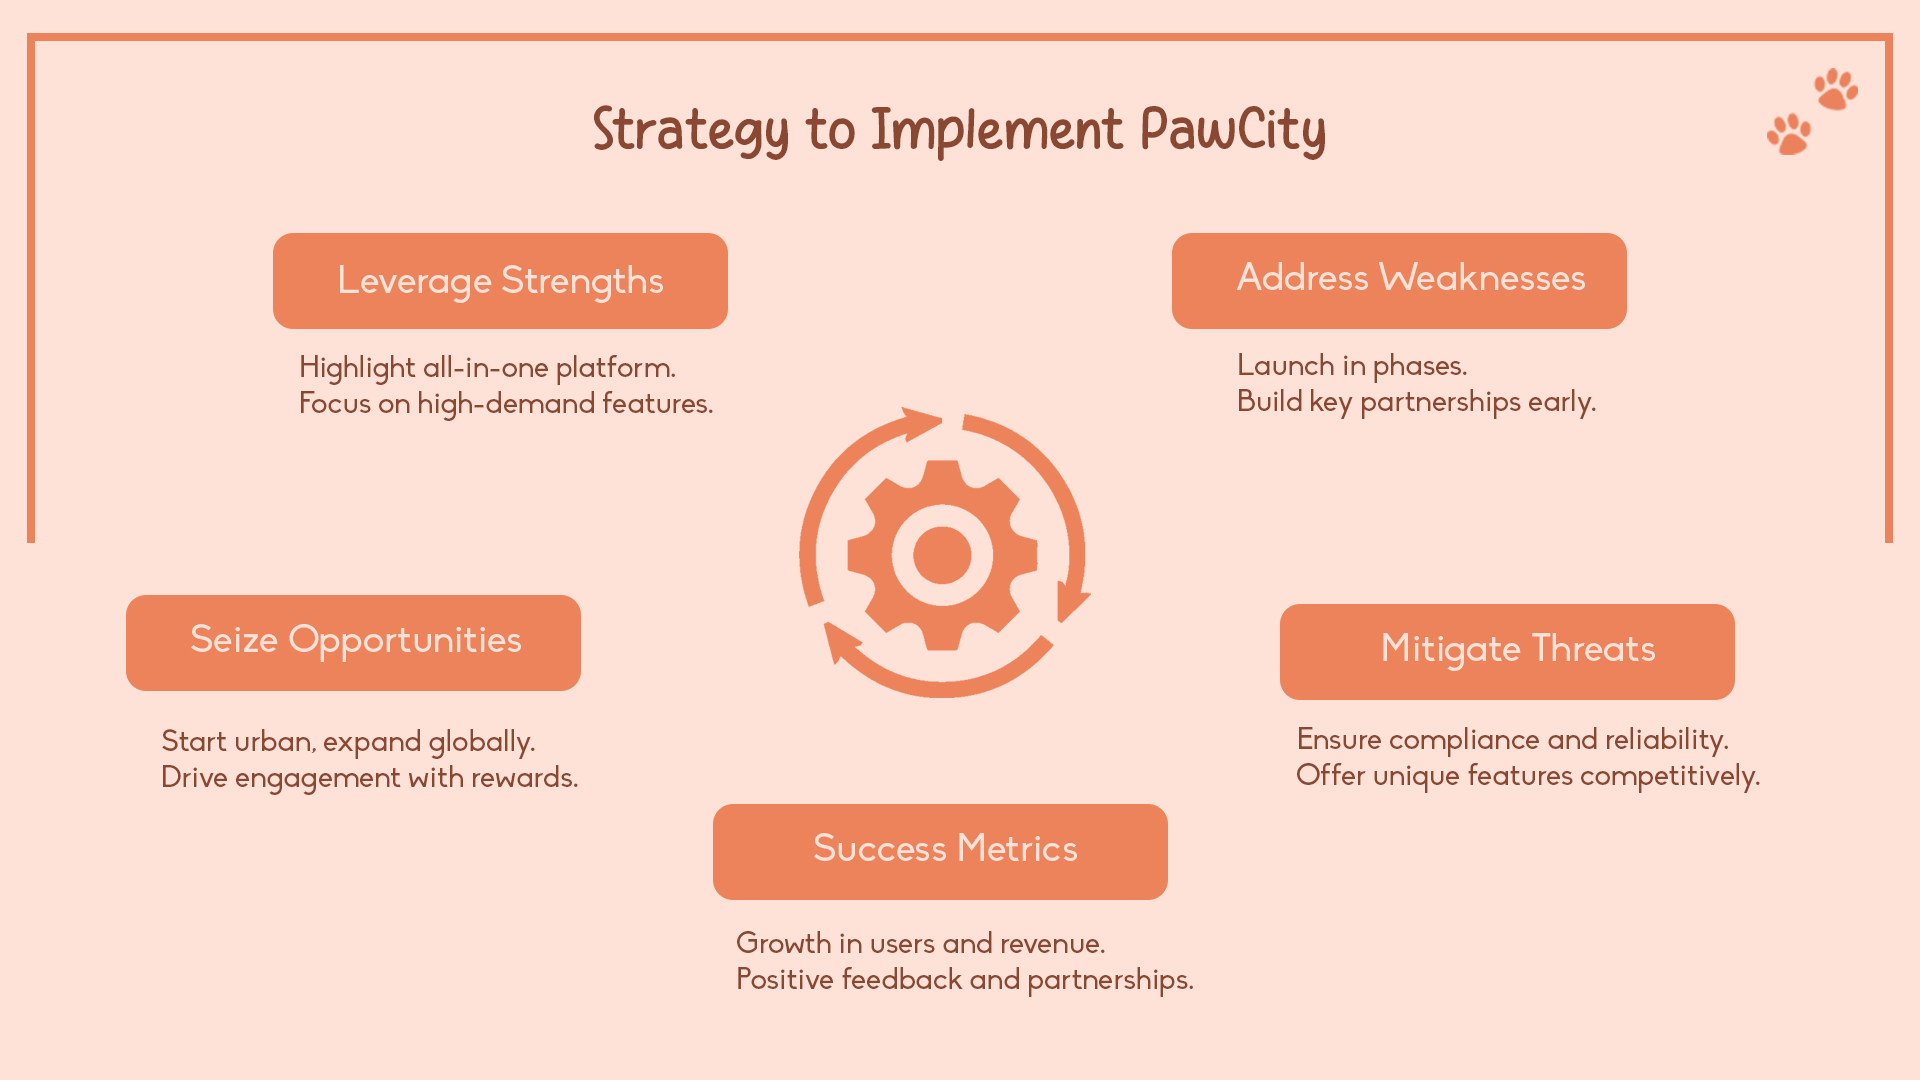 Strategy to Implement PawCity
Leverage Strengths
Highlight all-in-one platform.
Focus on high-demand features.
Address Weaknesses
Launch in phases.
Build key partnerships early.
Seize Opportunities
Start urban, expand globally.
Drive engagement with rewards.
Mitigate Threats
Ensure compliance and reliability.
Offer unique features competitively.
Success Metrics
Growth in users and revenue.
Positive feedback and partnerships.